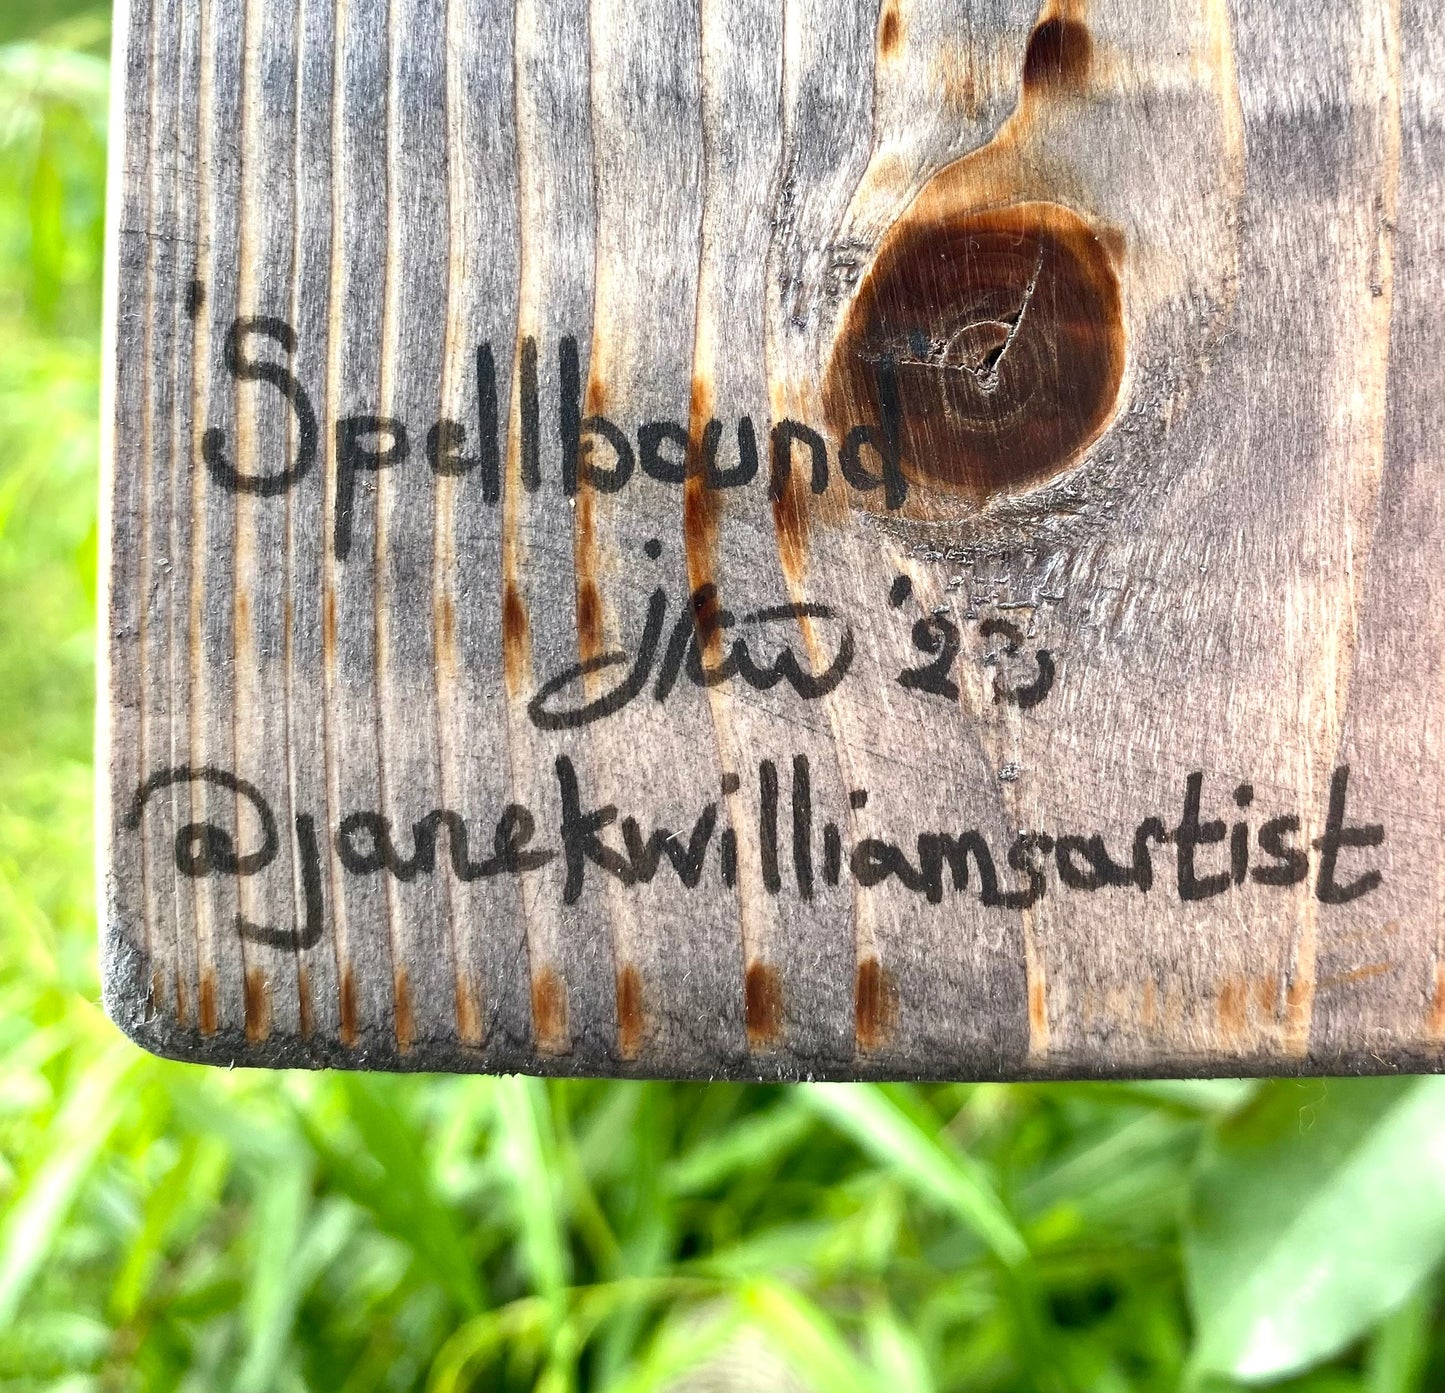 'Spellbound'
jkw '23
@janekwilliamsartist